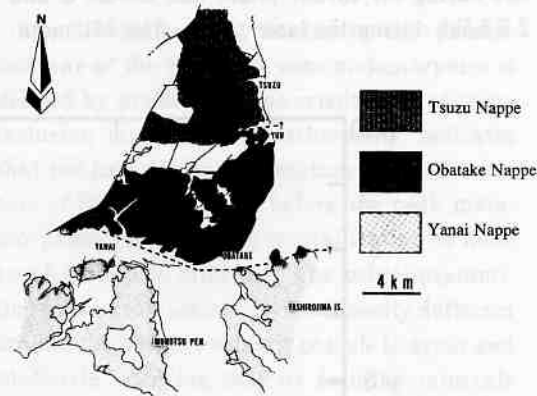 N
TSUZU
Tsuzu Nappe
?
YUU
Obatake Nappe
YANAI
OBATAKE
?
Yanai Nappe
4 km
YASHIROJIMA IS.
MUROTSU PEN.